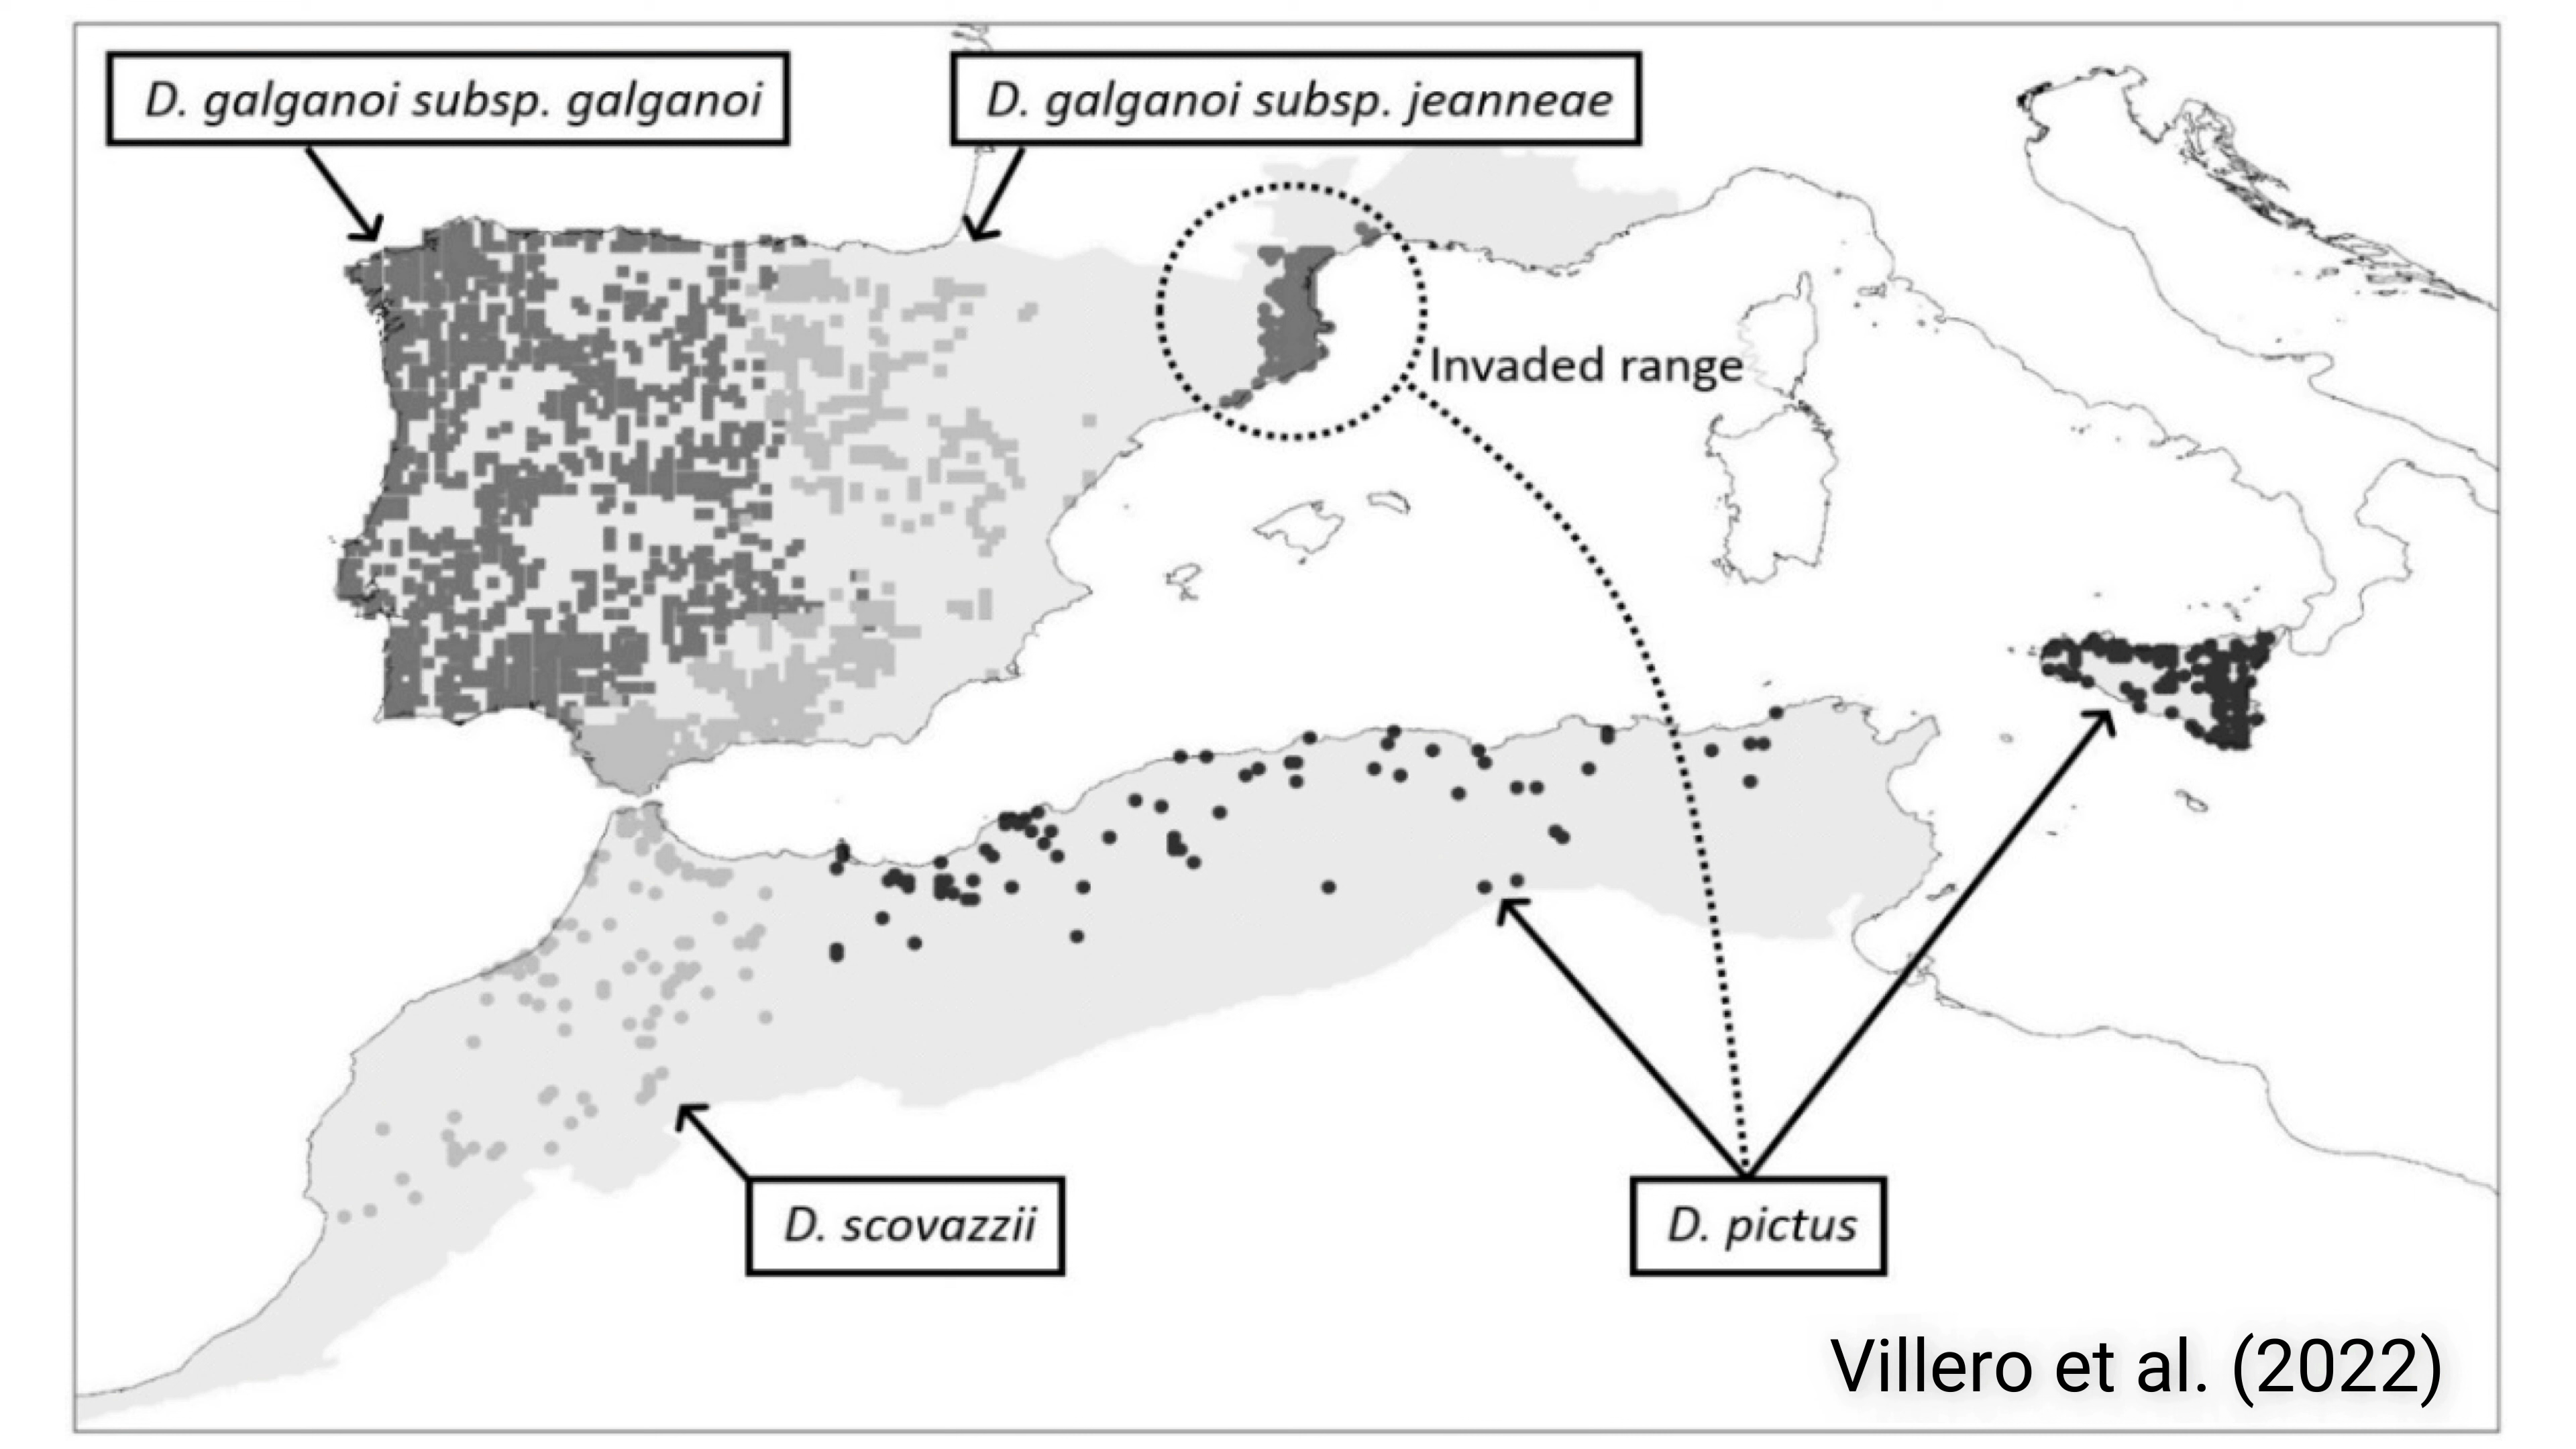 D. galganoi subsp. galganoi
D. galganoi subsp. jeanneae
Invaded range
D. scovazzii
D. pictus
Villero et al. (2022)